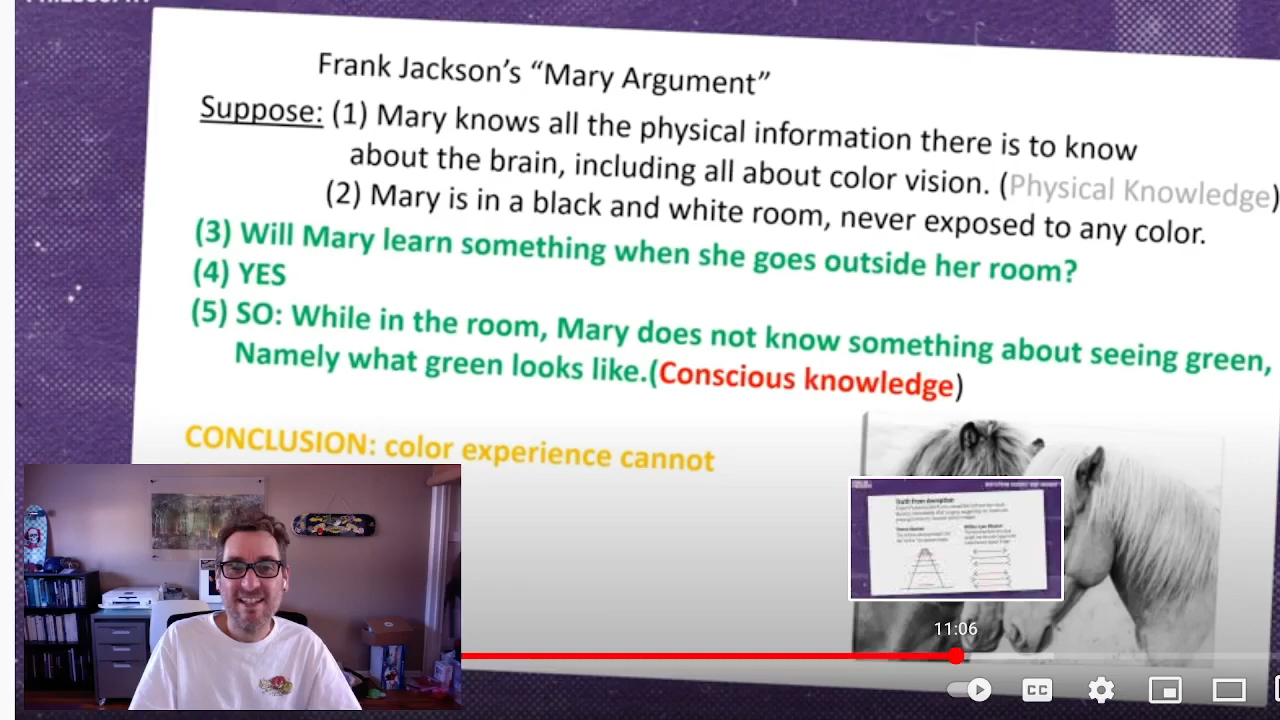 Frank Jackson's “Mary Argument”
Suppose: (1) Mary knows all the physical information there is to know
about the brain, including all about color vision. (Physical Knowledge)
(2) Mary is in a black and white room, never exposed to any color.
(3) Will Mary learn something when she goes outside her room?
(4) YES
(5) SO: While in the room, Mary does not know something about seeing green,
Namely what green looks like.(Conscious knowledge)
CONCLUSION: color experience cannot
11:06
CC